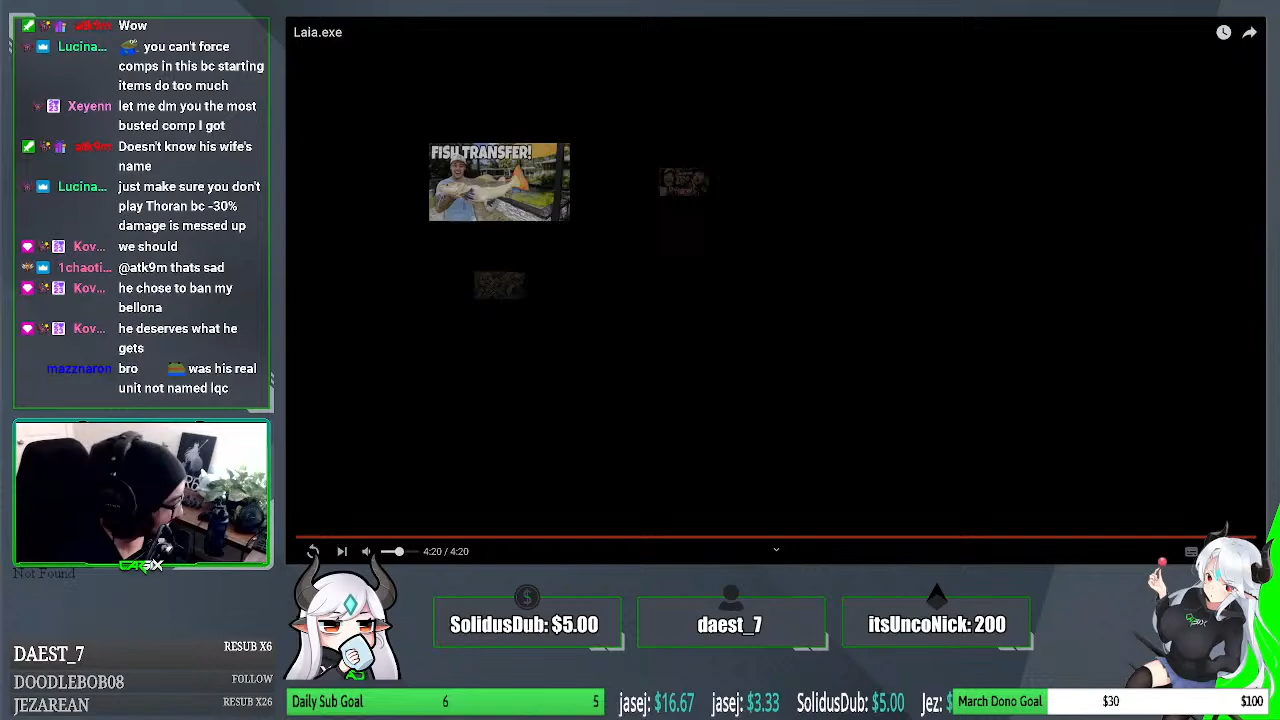 Wow
Lucina... you can't force
comps in this bc starting
items do too much
Xeyenn let me dm you the most
busted comp I got
atk9m Doesn't know his wife's
name
Lucina... just make sure you don't
play Thoran bc -30%
damage is messed up
Kov... we should
1chaoti... @atk9m thats sad
Kov... he chose to ban my
bellona
Kov... he deserves what he
gets
mazznaron bro was his real
unit not named lqc
Laia.exe
FISH TRANSFER!
4:20 / 4:20
Not Found
DAEST_7 RESUB X6
DOODLEBOB08 FOLLOW
JEZAREAN RESUB X26
SolidusDub: $5.00
daest_7
itsUncoNick: 200
Daily Sub Goal 6 5
jasej: $16.67 jasej: $3.33 SolidusDub: $5.00 Jez: $
March Dono Goal $30 $100